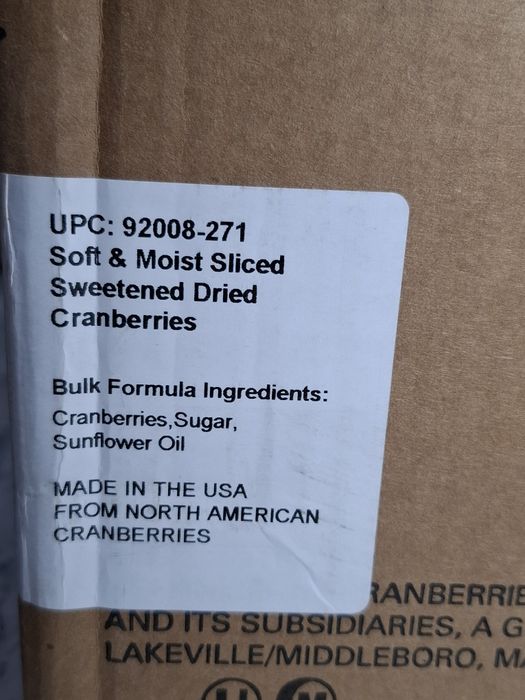 UPC: 92008-271
Soft & Moist Sliced
Sweetened Dried
Cranberries
Bulk Formula Ingredients:
Cranberries,Sugar,
Sunflower Oil
MADE IN THE USA
FROM NORTH AMERICAN
CRANBERRIES
AND ITS SUBSIDIARIES, A
LAKEVILLE/MIDDLEBORO,